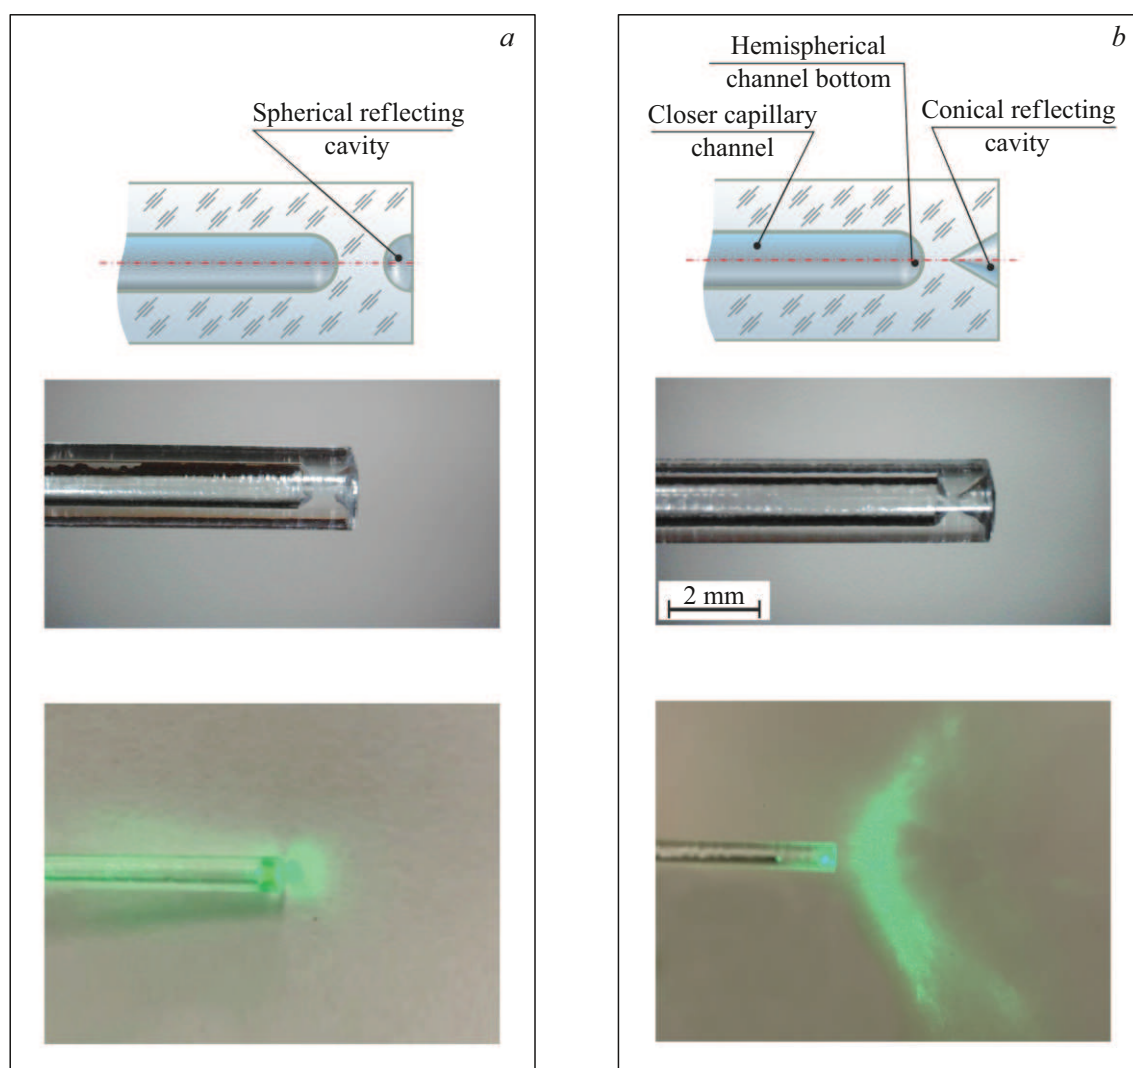 a
Spherical reflecting
cavity
b
Hemispherical
channel bottom
Closer capillary
channel
Conical reflecting
cavity
2 mm